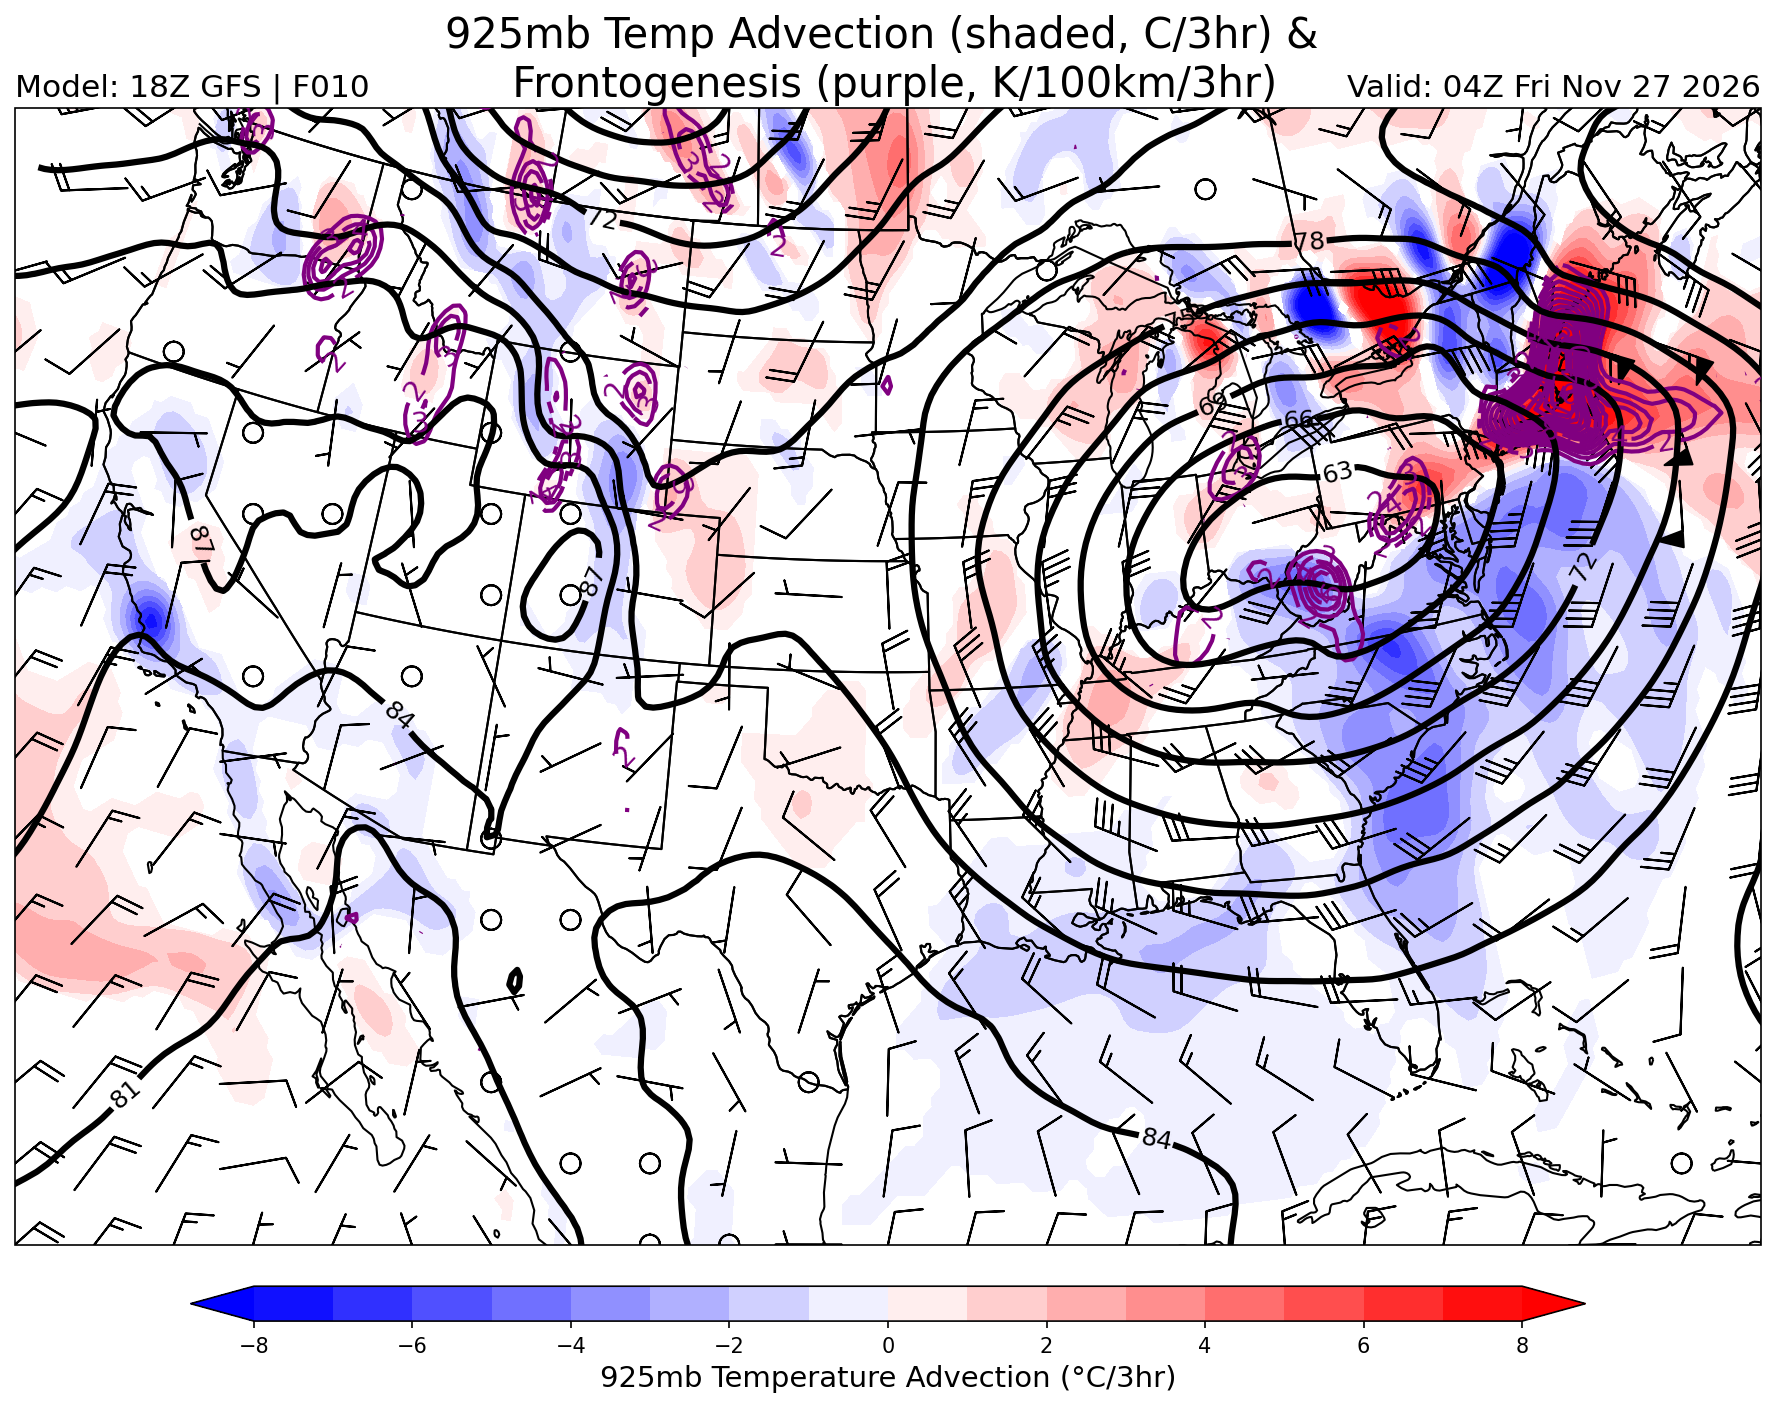 925mb Temp Advection (shaded, C/3hr) &
Model: 18Z GFS | F010
Frontogenesis (purple, K/100km/3hr)
Valid: 04Z Fri Nov 27 2026
72
78
69
66
63
87
87
72
84
81
84
−8 −6 −4 −2 0 2 4 6 8
925mb Temperature Advection (°C/3hr)